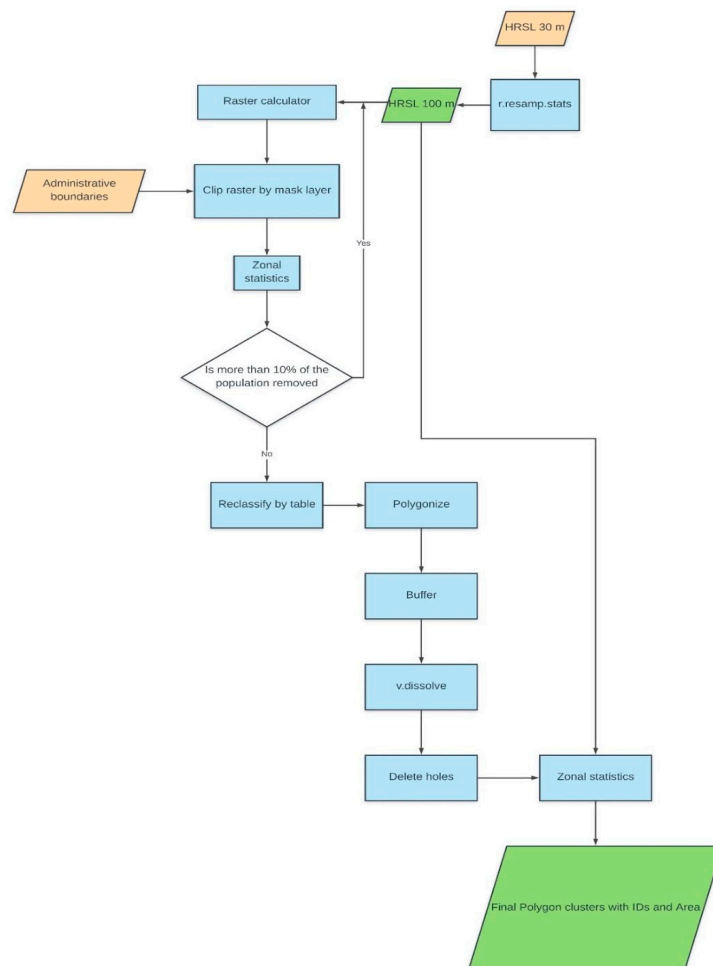 HRSL 30 m
r.resamp.stats
HRSL 100 m
Raster calculator
Administrative
boundaries
Clip raster by mask layer
Yes
Zonal
statistics
Is more than 10% of the
population removed
No
Reclassify by table
Polygonize
Buffer
v.dissolve
Delete holes
Zonal statistics
Final Polygon clusters with IDs and Area